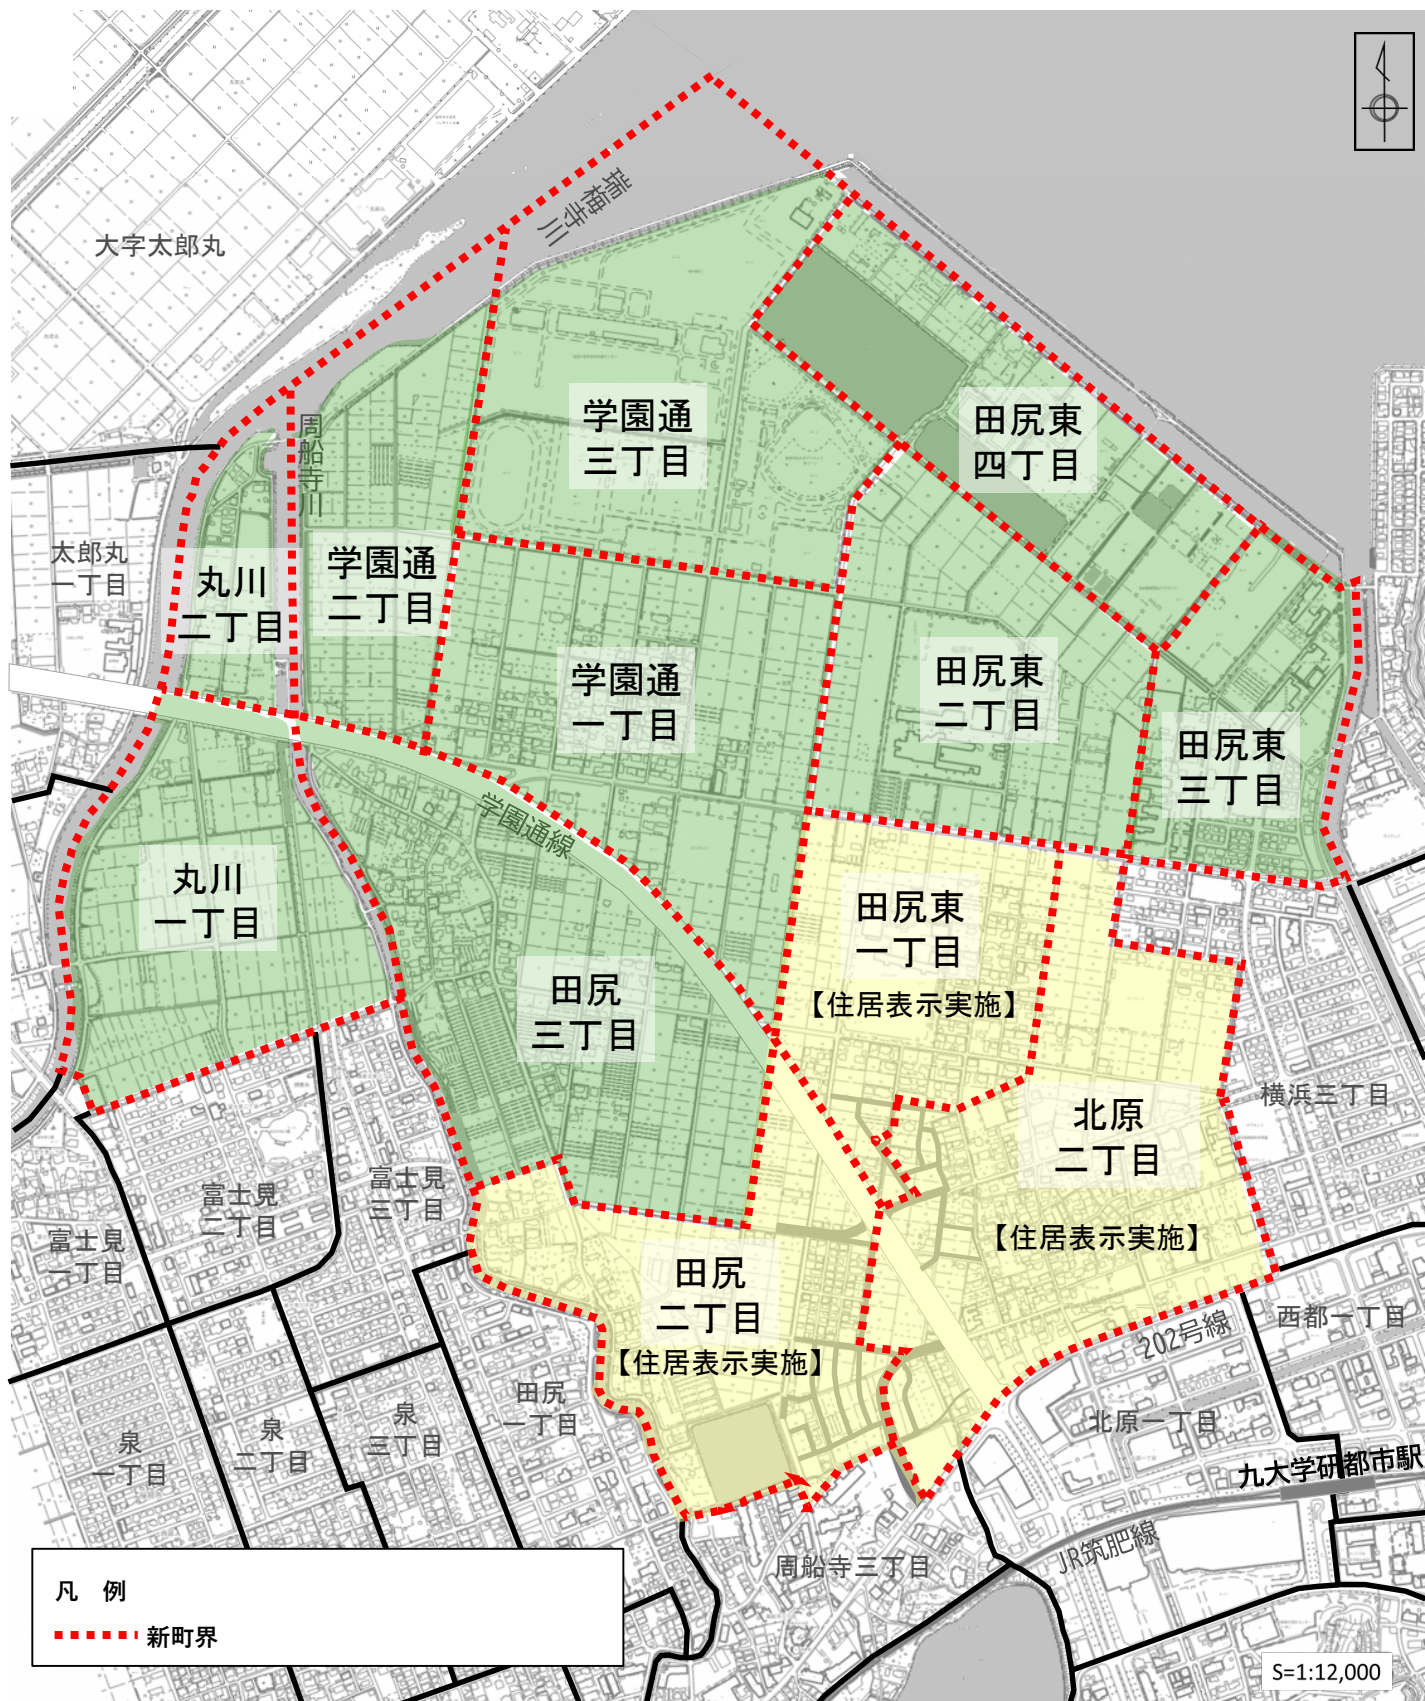 瑞梅寺川
大字太郎丸
学園通
三丁目
田尻東
四丁目
周船寺川
太郎丸
一丁目
丸川
二丁目
学園通
二丁目
学園通
一丁目
田尻東
二丁目
田尻東
三丁目
学園通線
丸川
一丁目
田尻東
一丁目
【住居表示実施】
田尻
三丁目
北原
二丁目
【住居表示実施】
横浜三丁目
富士見
三丁目
富士見
二丁目
富士見
一丁目
田尻
二丁目
【住居表示実施】
202号線
西都一丁目
田尻
一丁目
北原一丁目
泉
三丁目
泉
二丁目
泉
一丁目
九大学研都市駅
JR筑肥線
周船寺三丁目
凡 例
新町界
S=1:12,000